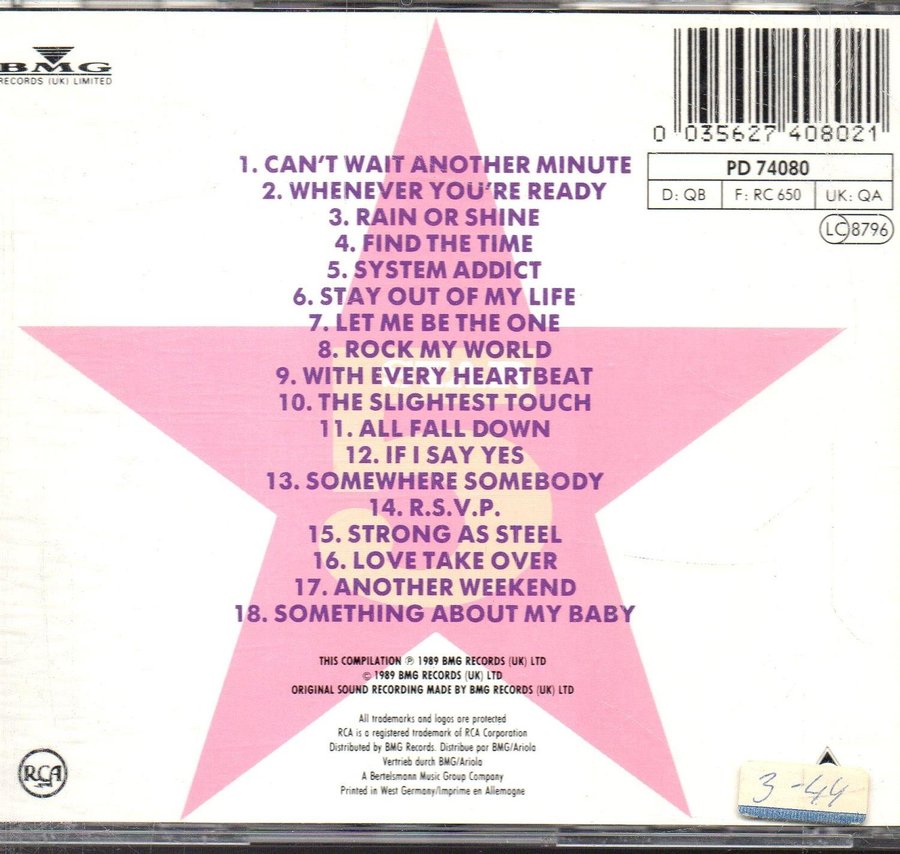 BMG
RECORDS (UK) LIMITED
0 035627 408021
PD 74080
D: QB F: RC 650 UK: QA
LC 8796
1. CAN'T WAIT ANOTHER MINUTE
2. WHENEVER YOU'RE READY
3. RAIN OR SHINE
4. FIND THE TIME
5. SYSTEM ADDICT
6. STAY OUT OF MY LIFE
7. LET ME BE THE ONE
8. ROCK MY WORLD
9. WITH EVERY HEARTBEAT
10. THE SLIGHTEST TOUCH
11. ALL FALL DOWN
12. IF I SAY YES
13. SOMEWHERE SOMEBODY
14. R.S.V.P.
15. STRONG AS STEEL
16. LOVE TAKE OVER
17. ANOTHER WEEKEND
18. SOMETHING ABOUT MY BABY
5
THIS COMPILATION ℗ 1989 BMG RECORDS (UK) LTD
© 1989 BMG RECORDS (UK) LTD
ORIGINAL SOUND RECORDING MADE BY BMG RECORDS (UK) LTD
All trademarks and logos are protected
RCA is a registered trademark of RCA Corporation
Distributed by BMG Records. Distribue par BMG/Ariola
Vertrieb durch BMG/Ariola
A Bertelsmann Music Group Company
Printed in West Germany/Imprime en Allemagne
RCA
3-44